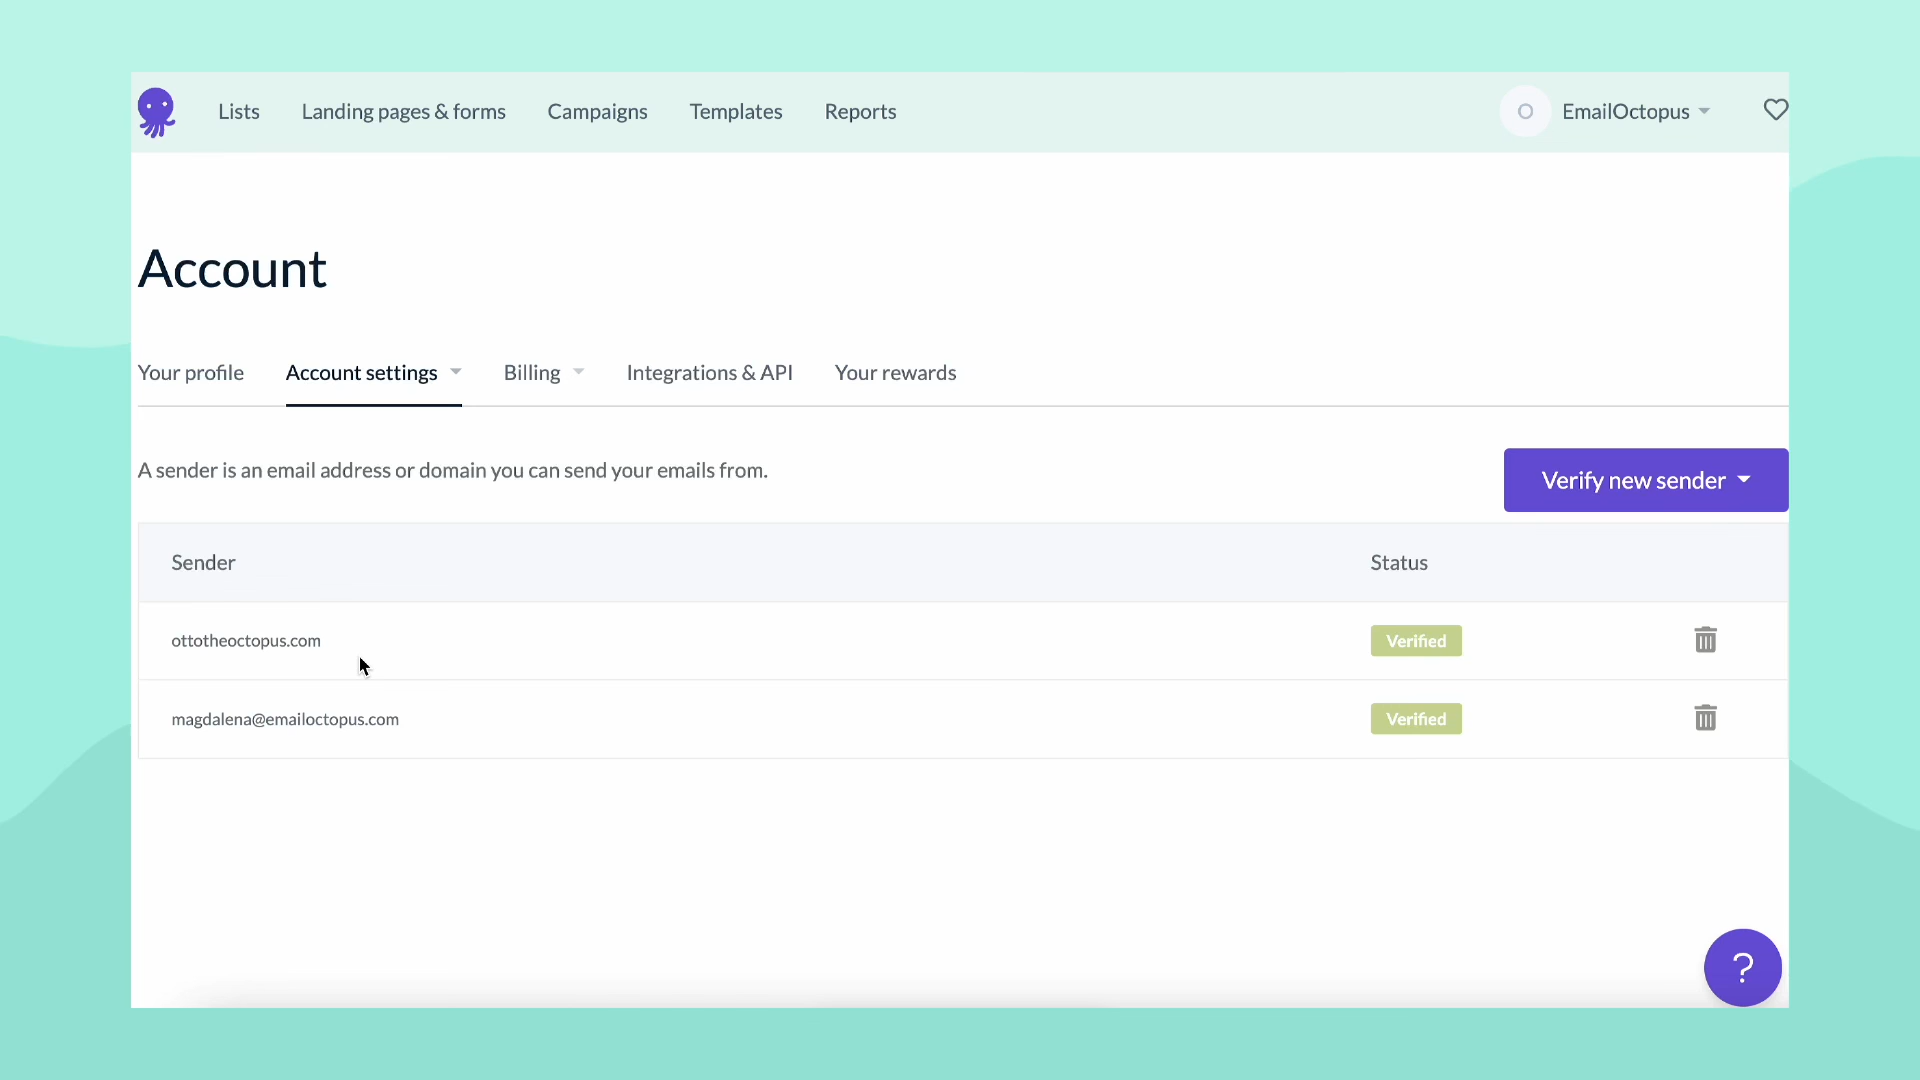 Lists Landing pages & forms Campaigns Templates Reports O EmailOctopus
Account
Your profile Account settings Billing Integrations & API Your rewards
A sender is an email address or domain you can send your emails from.
Verify new sender
Sender Status
ottotheoctopus.com Verified
magdalena@emailoctopus.com Verified
?